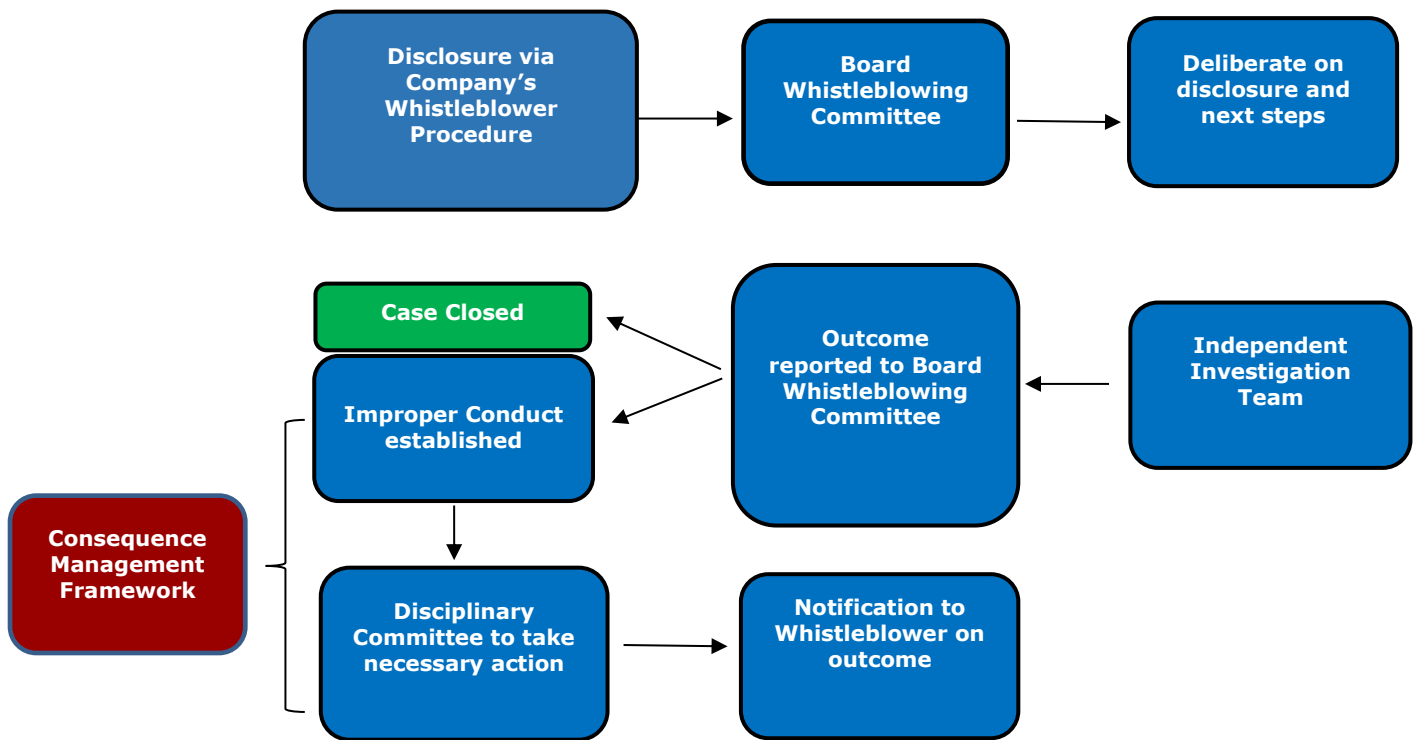 Disclosure via
Company’s
Whistleblower
Procedure
Board
Whistleblowing
Committee
Deliberate on
disclosure and
next steps
Case Closed
Improper Conduct
established
Outcome
reported to Board
Whistleblowing
Committee
Independent
Investigation
Team
Consequence
Management
Framework
Disciplinary
Committee to take
necessary action
Notification to
Whistleblower on
outcome